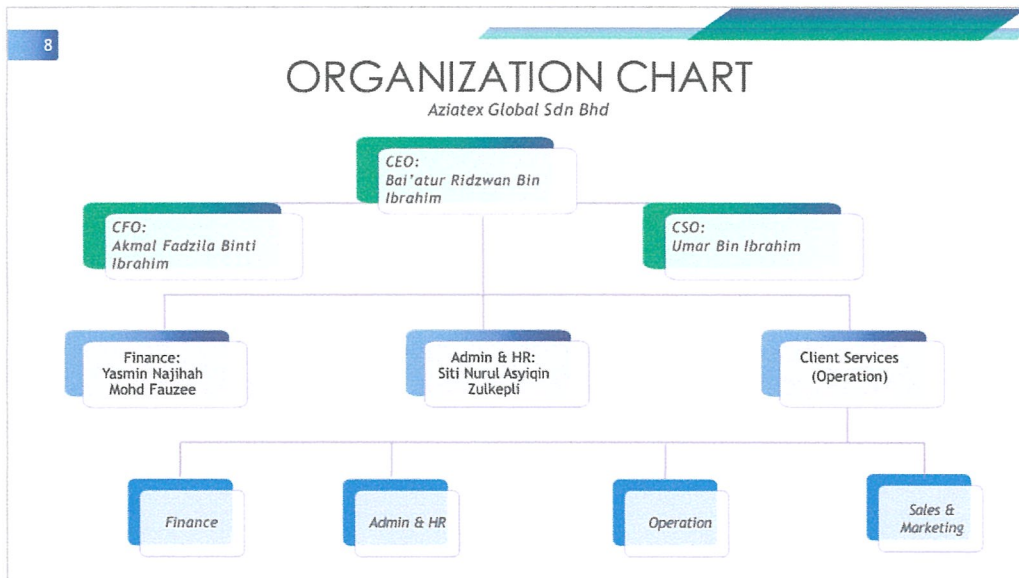 8
ORGANIZATION CHART
Aziatex Global Sdn Bhd
CEO:
Bai'atur Ridzwan Bin
Ibrahim
CFO:
Akmal Fadzila Binti
Ibrahim
CSO:
Umar Bin Ibrahim
Finance:
Yasmin Najihah
Mohd Fauzee
Admin & HR:
Siti Nurul Asyiqin
Zulkepli
Client Services
(Operation)
Finance
Admin & HR
Operation
Sales &
Marketing